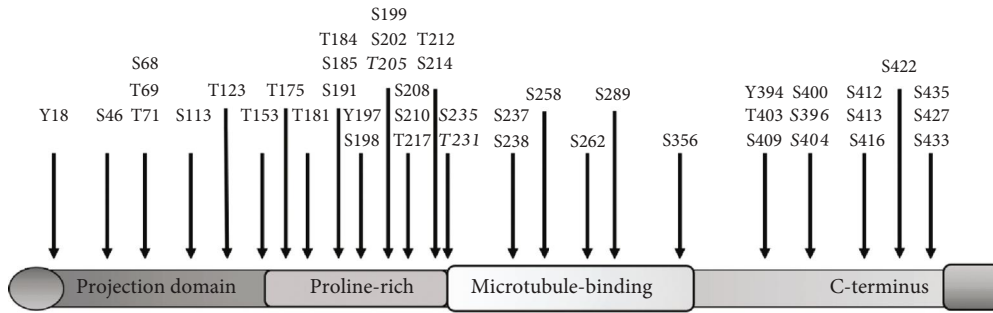 S199
T184 S202 T212
S422
S68 S185 T205 S214
T69 T123 T175 S191 S208 S258 S289 Y394 S400 S412 S435
Y18 S46 T71 S113 T153 T181 Y197 S210 S235 S237 T403 S396 S413 S427
S198 T217 T231 S238 S262 S356 S409 S404 S416 S433
Projection domain Proline-rich Microtubule-binding C-terminus